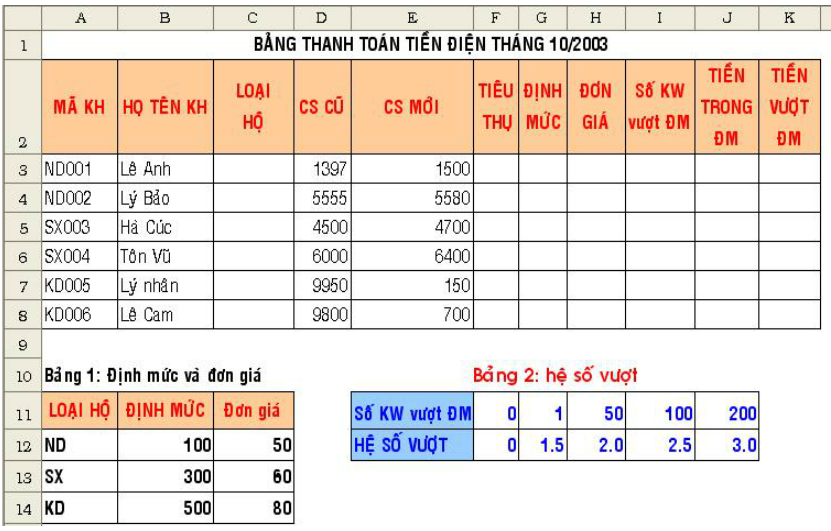 A B C D E F G H I J K
1 BẢNG THANH TOÁN TIỀN ĐIỆN THÁNG 10/2003
2 MÃ KH HỌ TÊN KH LOẠI HỘ CS CŨ CS MỚI TIÊU THỤ ĐỊNH MỨC ĐƠN GIÁ Số KW vượt ĐM TIỀN TRONG ĐM TIỀN VƯỢT ĐM
3 ND001 Lê Anh 1397 1500
4 ND002 Lý Bảo 5555 5580
5 SX003 Hà Cúc 4500 4700
6 SX004 Tôn Vũ 6000 6400
7 KD005 Lý nhân 9950 150
8 KD006 Lê Cam 9800 700
9
10 Bảng 1: Định mức và đơn giá Bảng 2: hệ số vượt
11 LOẠI HỘ ĐỊNH MỨC Đơn giá Số KW vượt ĐM 0 1 50 100 200
12 ND 100 50 HỆ SỐ VƯỢT 0 1.5 2.0 2.5 3.0
13 SX 300 60
14 KD 500 80